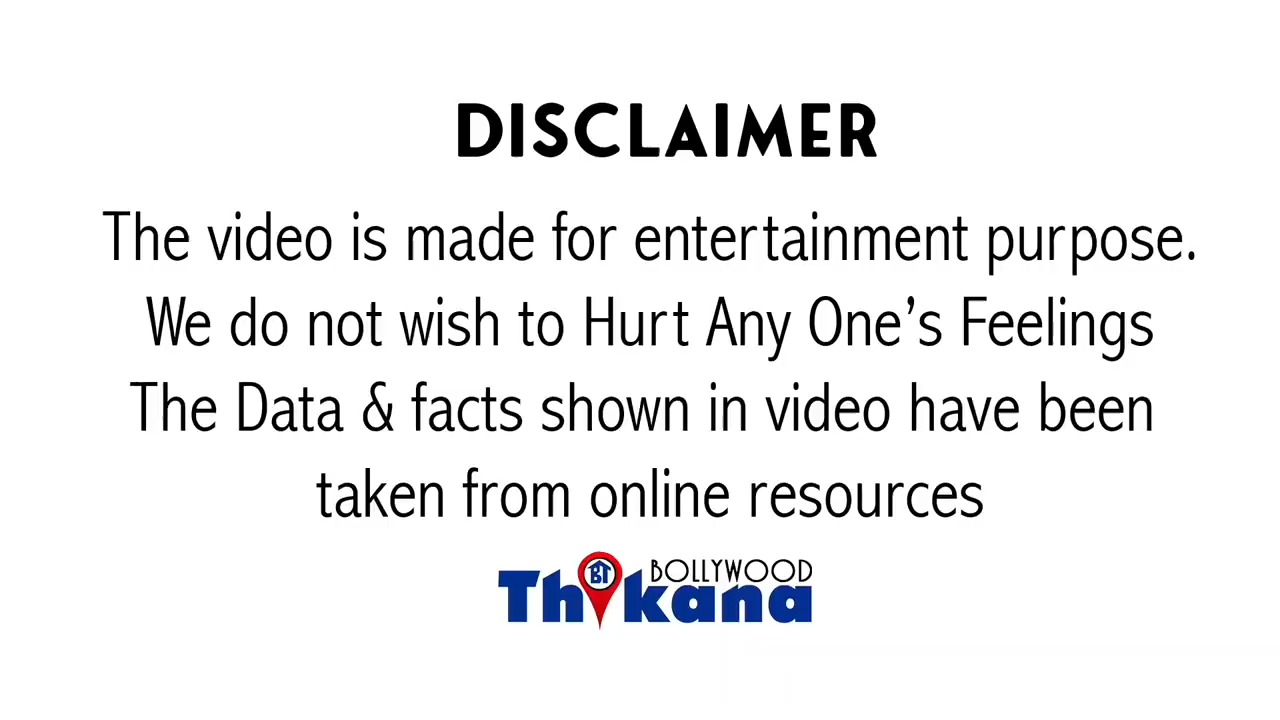 DISCLAIMER
The video is made for entertainment purpose.
We do not wish to Hurt Any One’s Feelings
The Data & facts shown in video have been
taken from online resources
BT BOLLYWOOD
Thikana